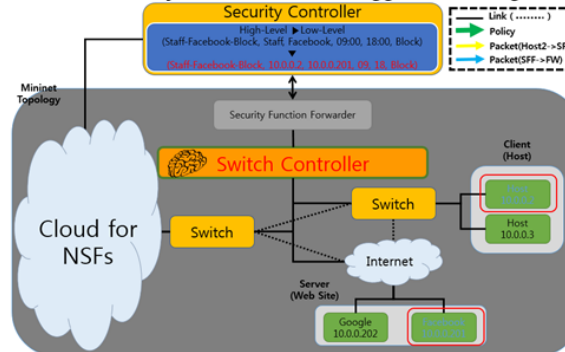 Security Controller
High-Level ▶ Low-Level
(Staff-Facebook-Block, Staff, Facebook, 09:00, 18:00, Block)
(Staff-Facebook-Block, 10.0.0.2, 10.0.0.201, 09, 18, Block)
Link ( ........ )
Policy
Packet(Host2->SF
Packet(SFF->FW)
Mininet
Topology
Security Function Forwarder
Switch Controller
Client
(Host)
Switch
Host
10.0.0.3
Cloud for
NSFs
Switch
Internet
Server
(Web Site)
Google
10.0.0.202